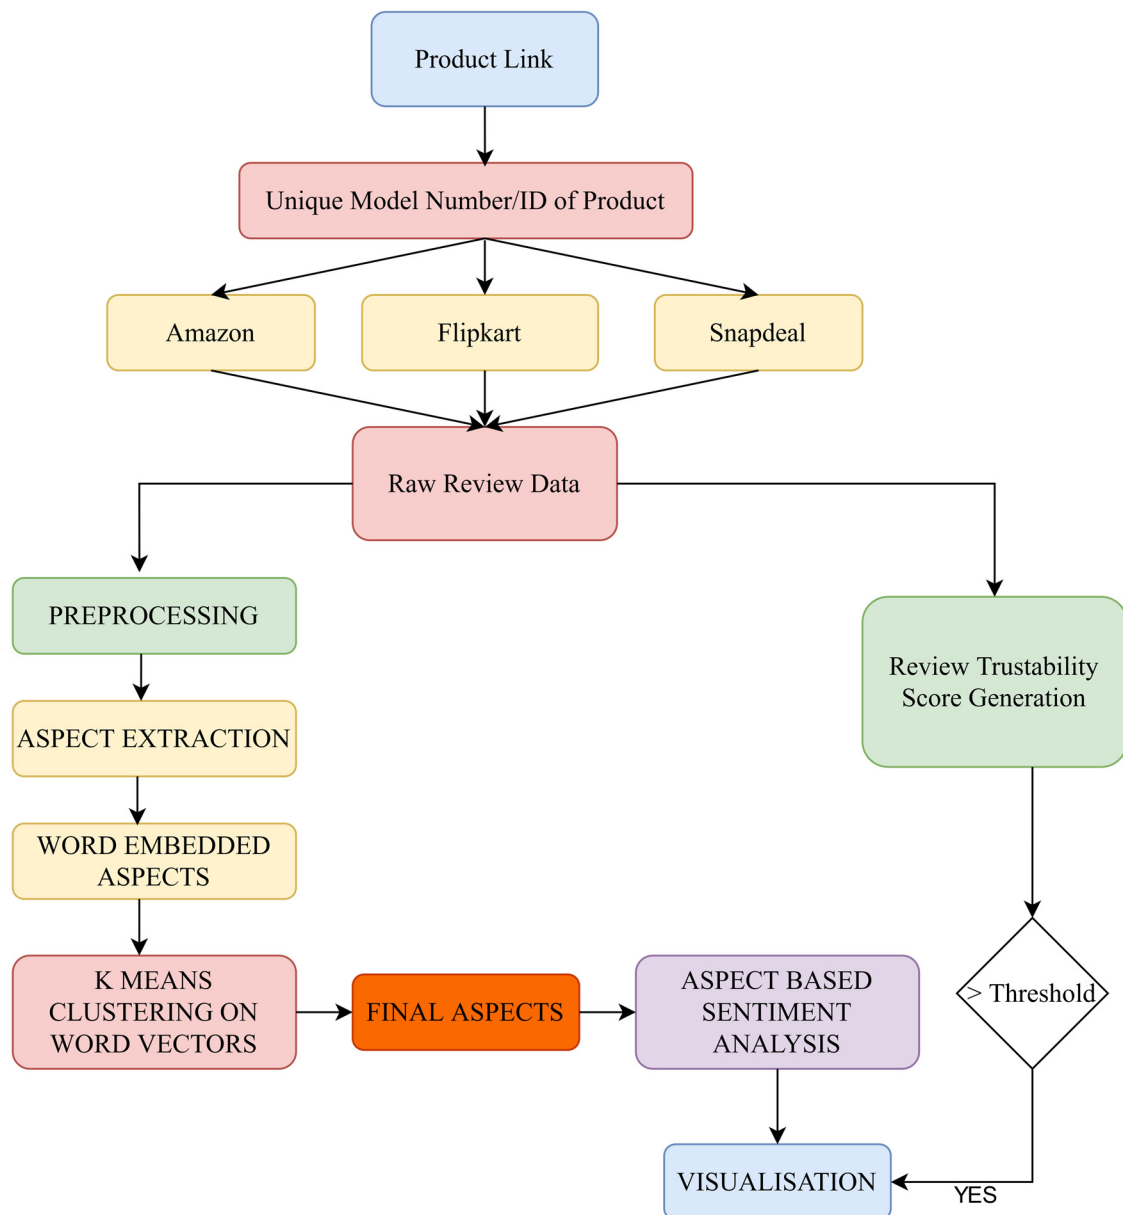 Product Link
Unique Model Number/ID of Product
Amazon
Flipkart
Snapdeal
Raw Review Data
PREPROCESSING
Review Trustability
Score Generation
ASPECT EXTRACTION
WORD EMBEDDED
ASPECTS
K MEANS
CLUSTERING ON
WORD VECTORS
FINAL ASPECTS
ASPECT BASED
SENTIMENT
ANALYSIS
> Threshold
VISUALISATION
YES